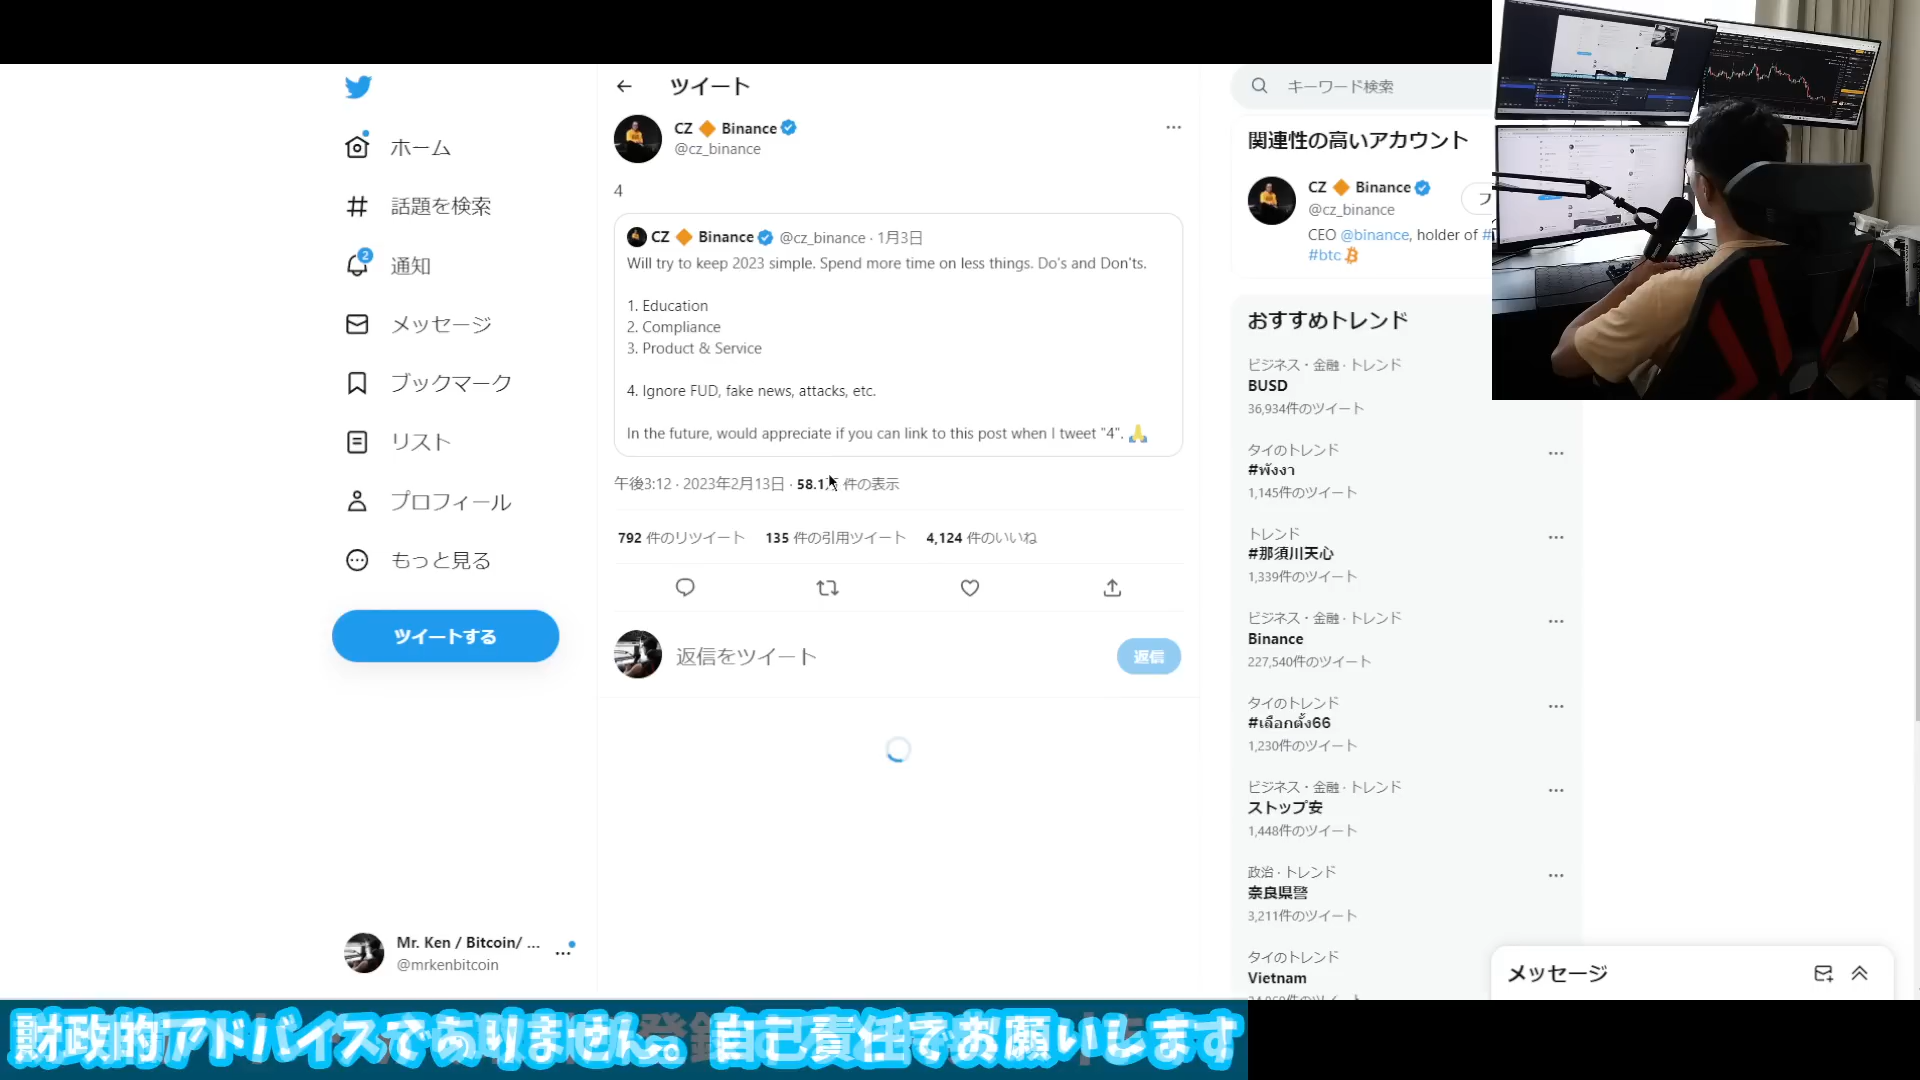 ホーム
話題を検索
2
通知
メッセージ
ブックマーク
リスト
プロフィール
もっと見る
ツイートする
Mr. Ken / Bitcoin/ ...
@mrkenbitcoin
ツイート
CZ 🔶 Binance
@cz_binance
4
CZ 🔶 Binance @cz_binance · 1月3日
Will try to keep 2023 simple. Spend more time on less things. Do's and Don'ts.
1. Education
2. Compliance
3. Product & Service
4. Ignore FUD, fake news, attacks, etc.
In the future, would appreciate if you can link to this post when I tweet "4". 🙏
午後3:12 · 2023年2月13日 · 58.1 件の表示
792 件のリツイート 135 件の引用ツイート 4,124 件のいいね
返信をツイート
返信
キーワード検索
関連性の高いアカウント
CZ 🔶 Binance
@cz_binance
フ
CEO @binance, holder of #
#btc
おすすめトレンド
ビジネス・金融・トレンド
BUSD
36,934件のツイート
タイのトレンド
#พังงา
1,145件のツイート
トレンド
#那須川天心
1,339件のツイート
ビジネス・金融・トレンド
Binance
227,540件のツイート
タイのトレンド
#เลือกตั้ง66
1,230件のツイート
ビジネス・金融・トレンド
ストップ安
1,448件のツイート
政治・トレンド
奈良県警
3,211件のツイート
タイのトレンド
Vietnam
メッセージ
財政的アドバイスでありません。自己責任でお願いします